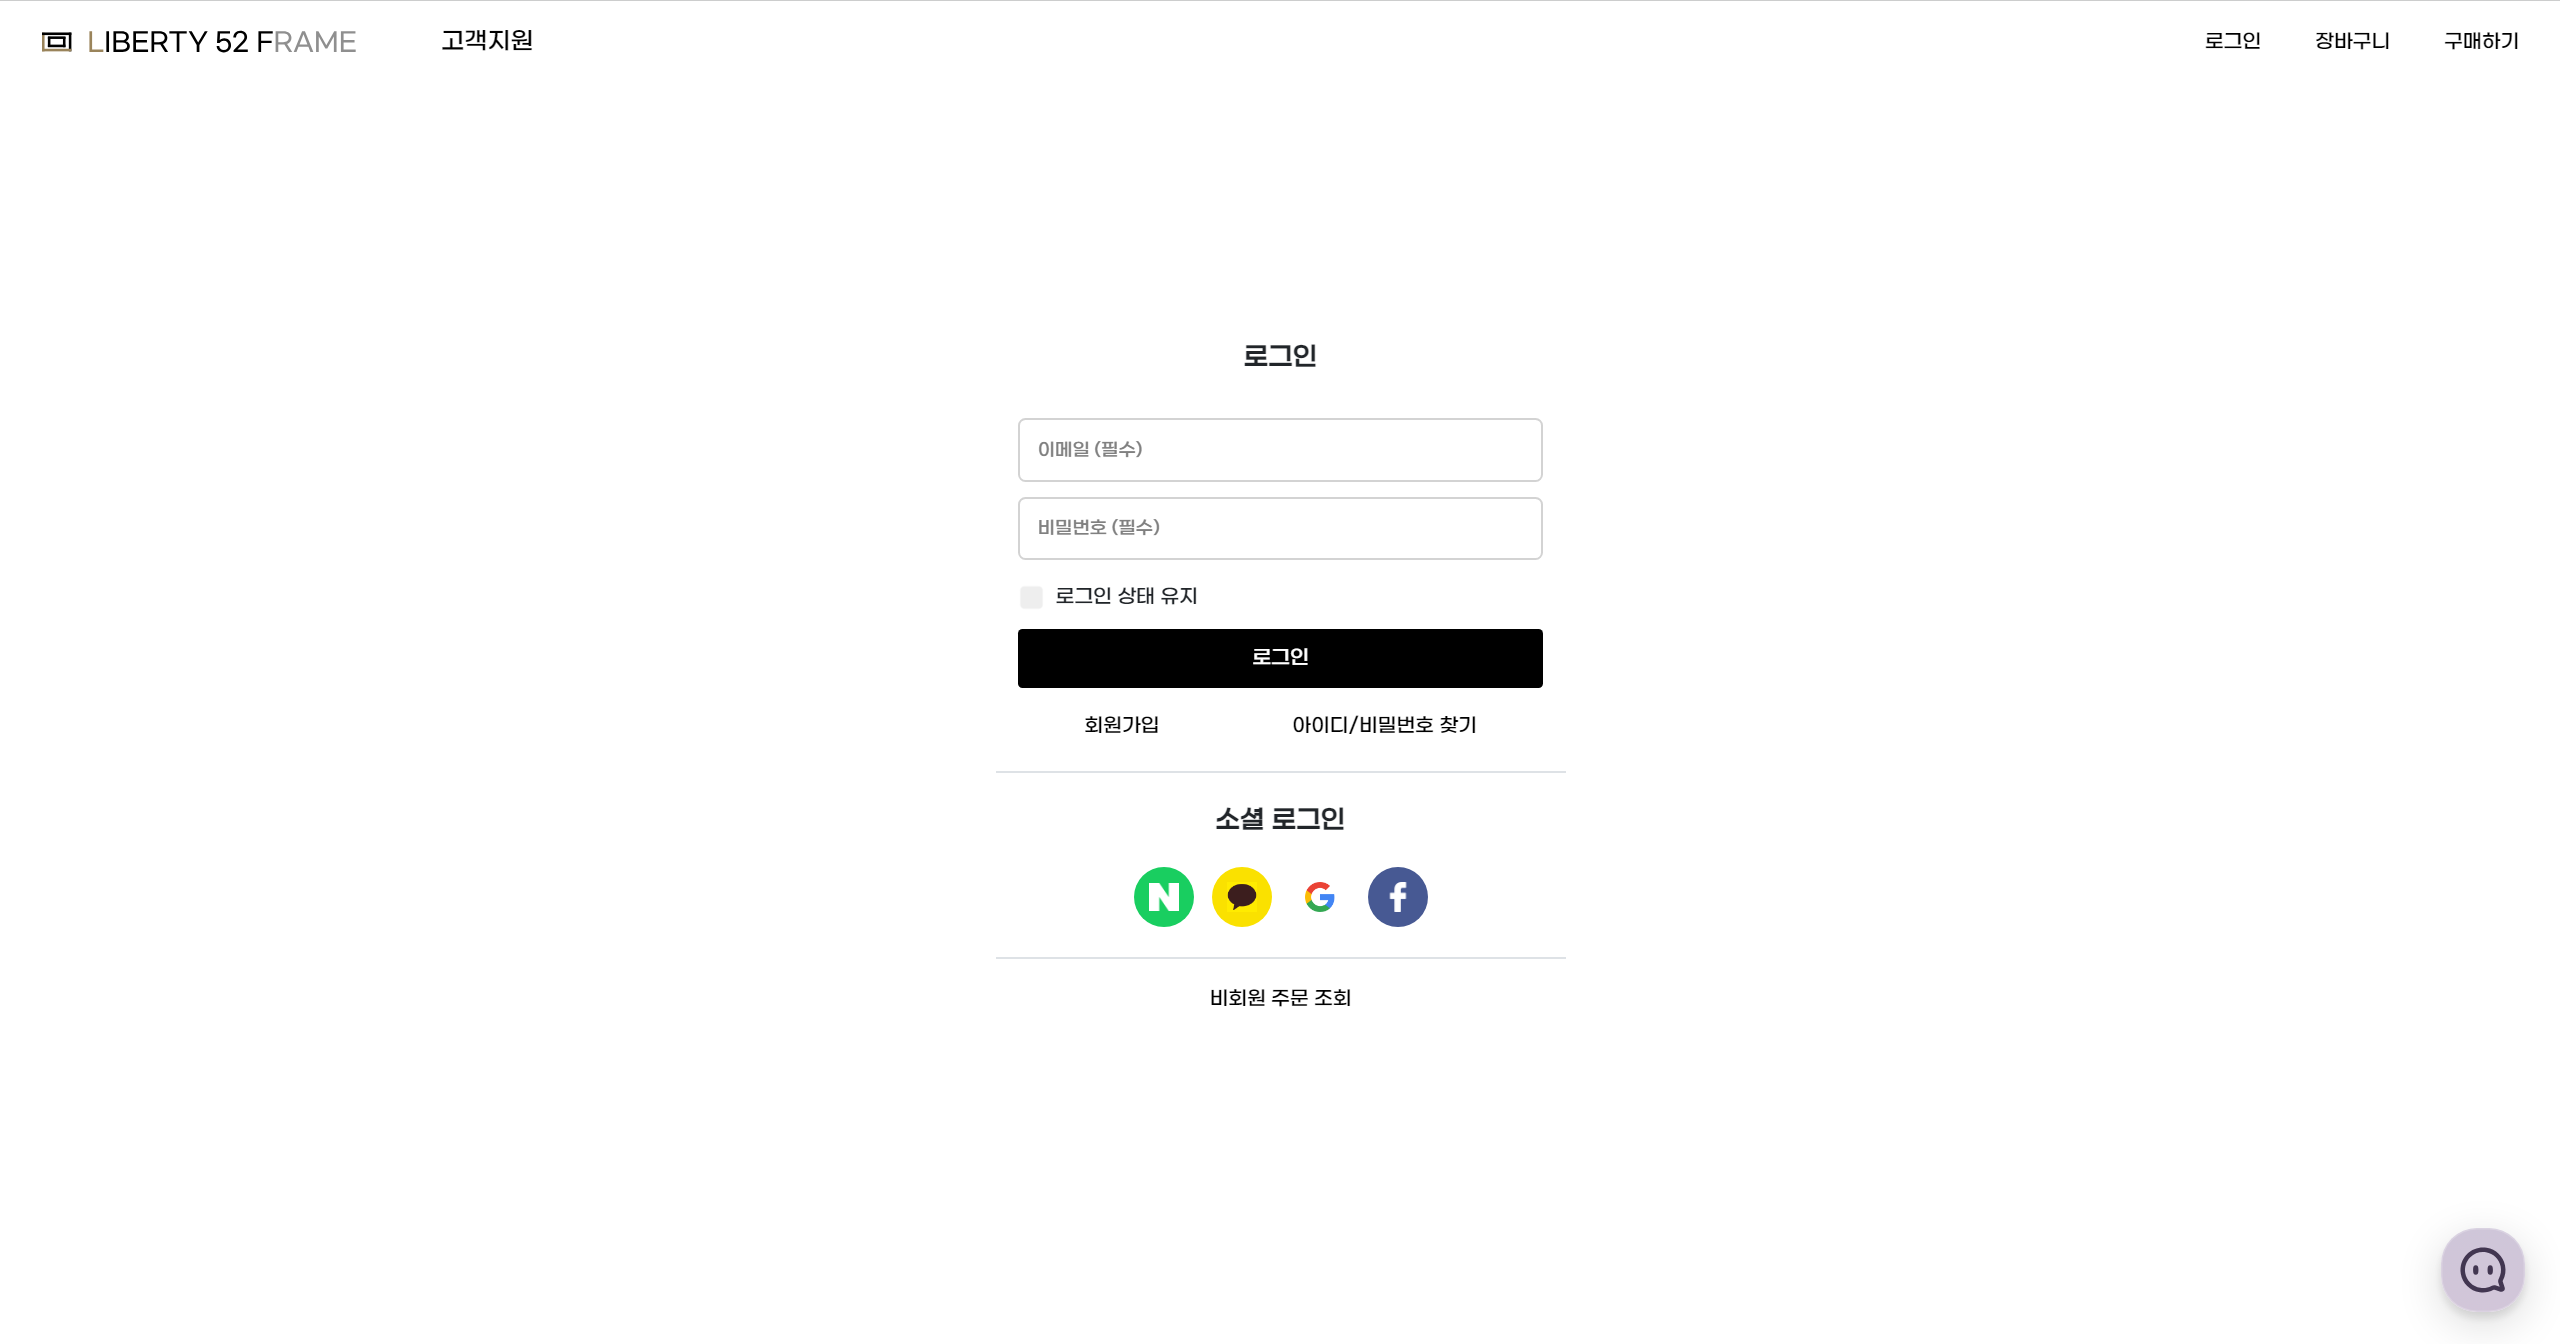 LIBERTY 52 FRAME
고객지원
로그인
장바구니
구매하기
로그인
이메일 (필수)
비밀번호 (필수)
로그인 상태 유지
로그인
회원가입
아이디/비밀번호 찾기
소셜 로그인
비회원 주문 조회